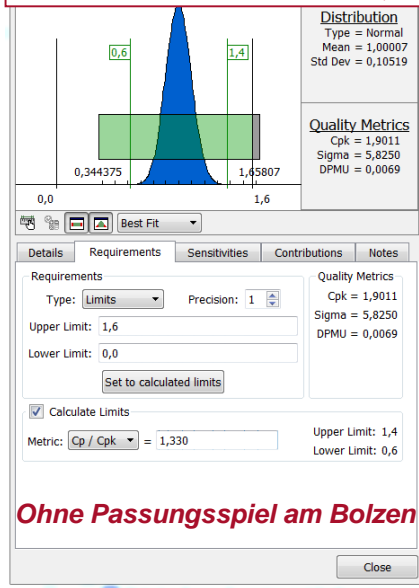 Distribution
Type = Normal
Mean = 1,00007
Std Dev = 0,10519
0,6
1,4
Quality Metrics
Cpk = 1,9011
Sigma = 5,8250
DPMU = 0,0069
0,344375
1,65807
0,0
1,6
Best Fit
Details Requirements Sensitivities Contributions Notes
Requirements
Type: Limits Precision: 1
Upper Limit: 1,6
Lower Limit: 0,0
Set to calculated limits
Quality Metrics
Cpk = 1,9011
Sigma = 5,8250
DPMU = 0,0069
Calculate Limits
Metric: Cp / Cpk = 1,330
Upper Limit: 1,4
Lower Limit: 0,6
Ohne Passungsspiel am Bolzen
Close